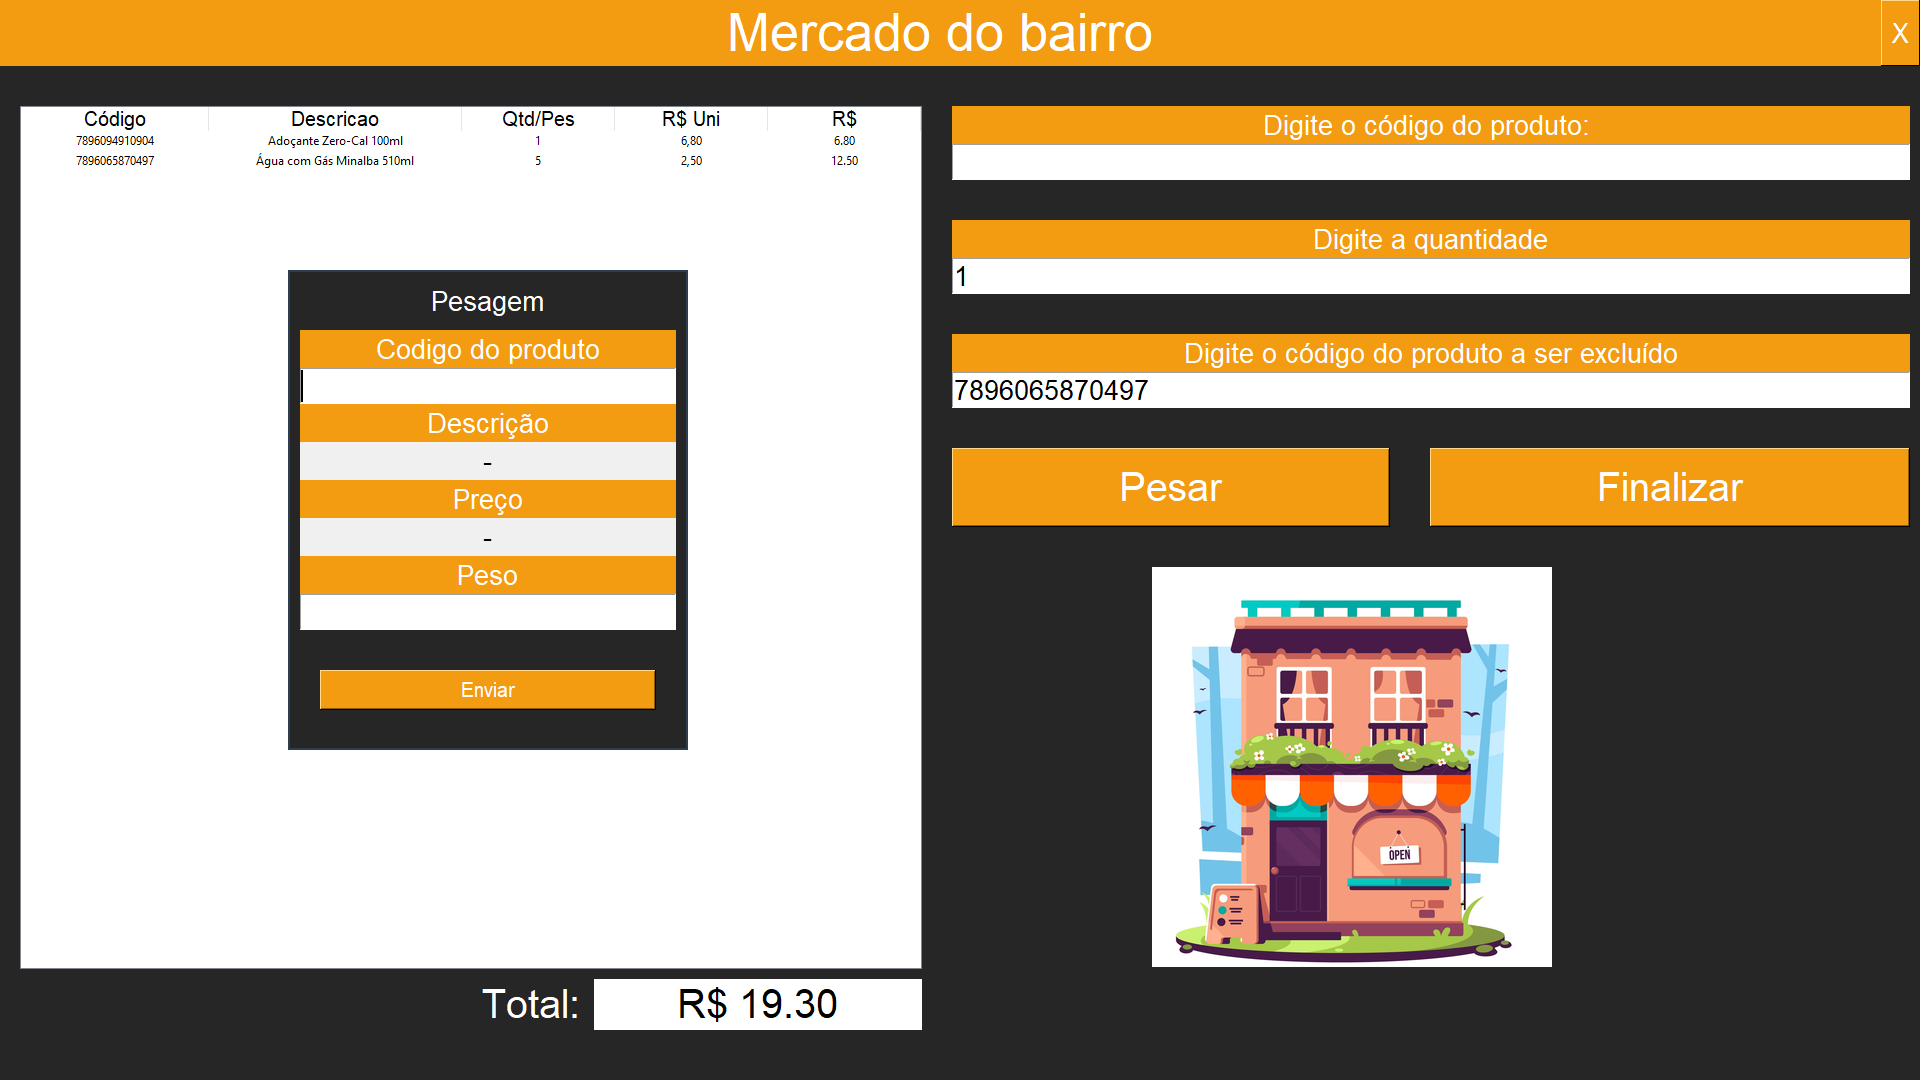 Mercado do bairro
X
Código Descricao Qtd/Pes R$ Uni R$
7896094910904 Adoçante Zero-Cal 100ml 1 6,80 6.80
7896065870497 Água com Gás Minalba 510ml 5 2,50 12.50
Pesagem
Codigo do produto
Descrição
-
Preço
-
Peso
Enviar
Total: R$ 19.30
Digite o código do produto:
Digite a quantidade
1
Digite o código do produto a ser excluído
7896065870497
Pesar Finalizar
OPEN